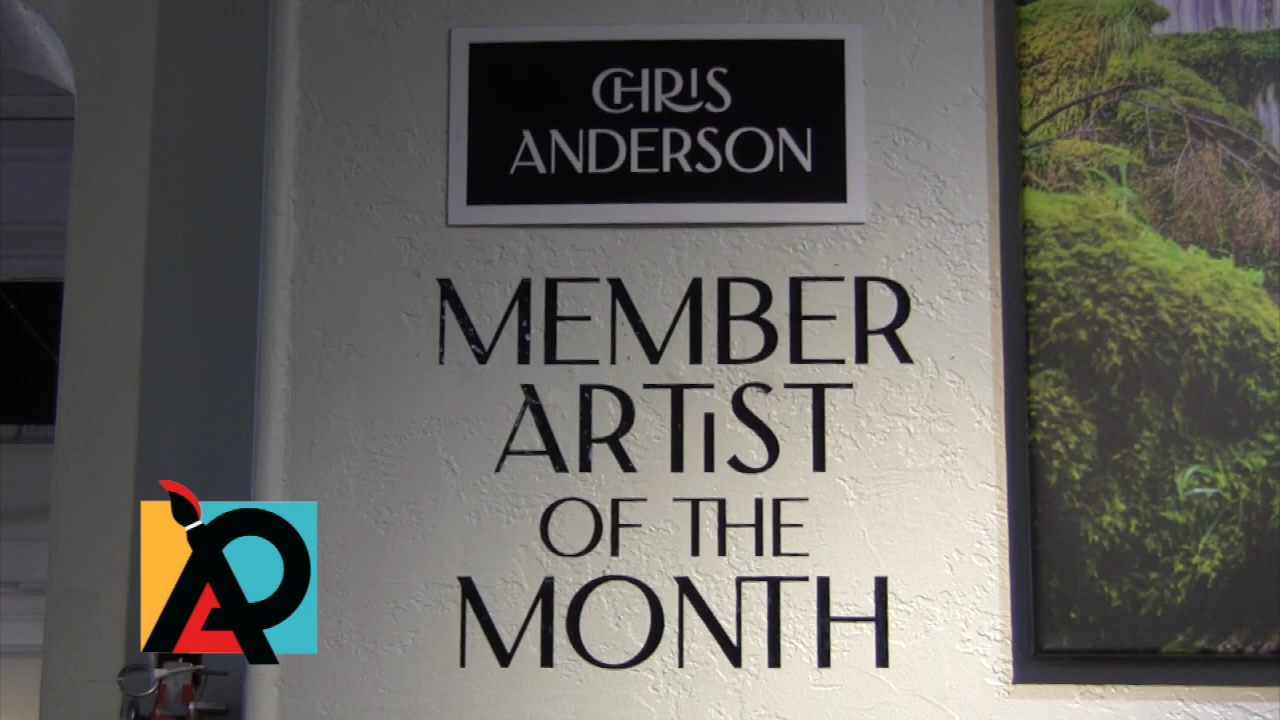 CHRIS
ANDERSON
MEMBER
ARTIST
OF THE
MONTH